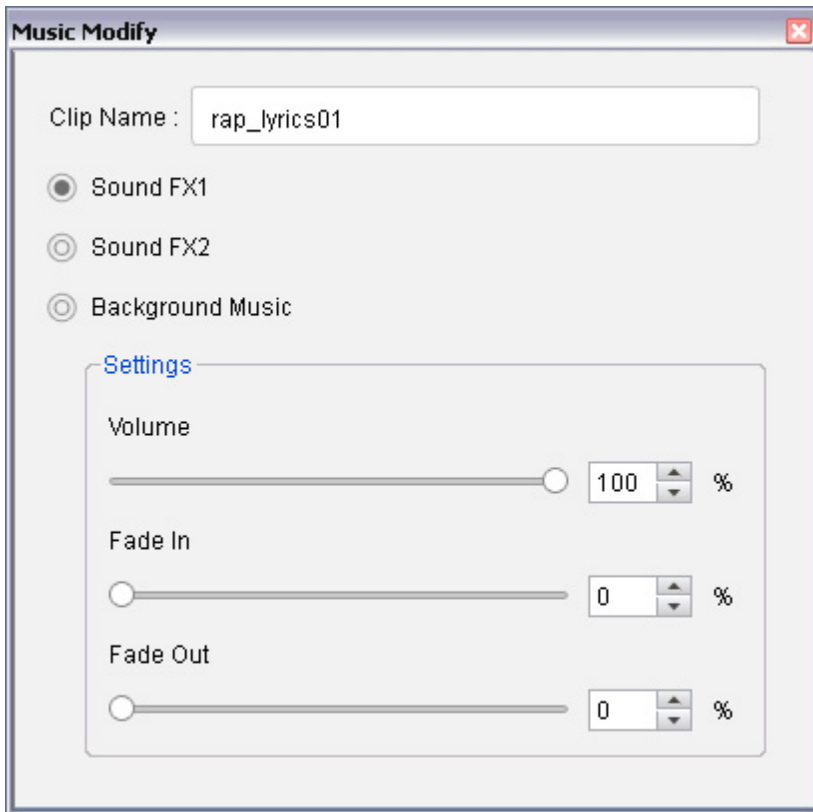 Music Modify
Clip Name : rap_lyrics01
Sound FX1
Sound FX2
Background Music
Settings
Volume
100 %
Fade In
0 %
Fade Out
0 %